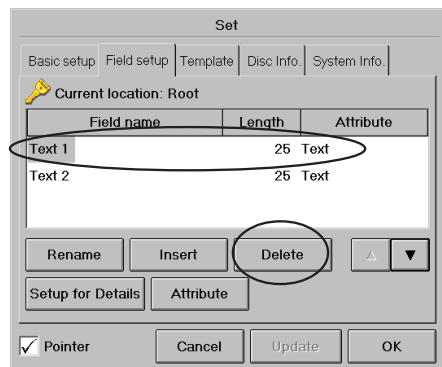 Set
Basic setup Field setup Template Disc Info. System Info.
Current location: Root
Field name Length Attribute
Text 1 25 Text
Text 2 25 Text
Rename Insert Delete
Setup for Details Attribute
Pointer Cancel Update OK